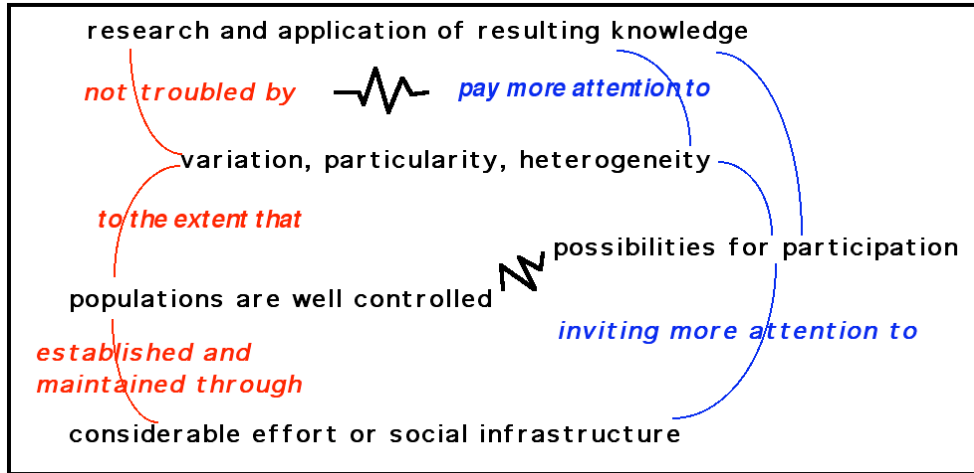 research and application of resulting knowledge
not troubled by
pay more attention to
variation, particularity, heterogeneity
to the extent that
possibilities for participation
populations are well controlled
inviting more attention to
established and
maintained through
considerable effort or social infrastructure